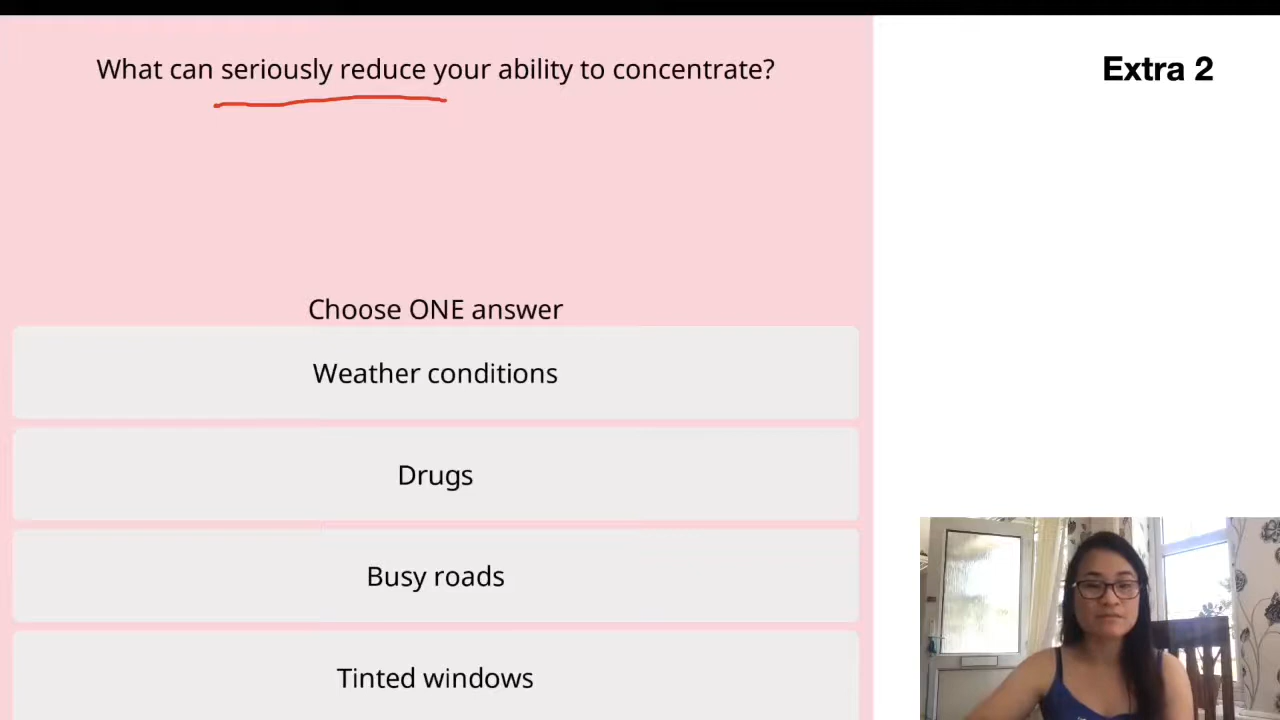 What can seriously reduce your ability to concentrate?
Extra 2
Choose ONE answer
Weather conditions
Drugs
Busy roads
Tinted windows